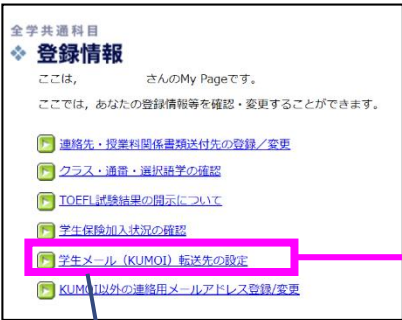 全学共通科目
登録情報
ここは,　　　　さんのMy Pageです。
ここでは, あなたの登録情報等を確認・変更することができます。
連絡先・授業料関係書類送付先の登録／変更
クラス・通番・選択語学の確認
TOEFL試験結果の開示について
学生保険加入状況の確認
学生メール（KUMOI）転送先の設定
KUMOI以外の連絡用メールアドレス登録/変更